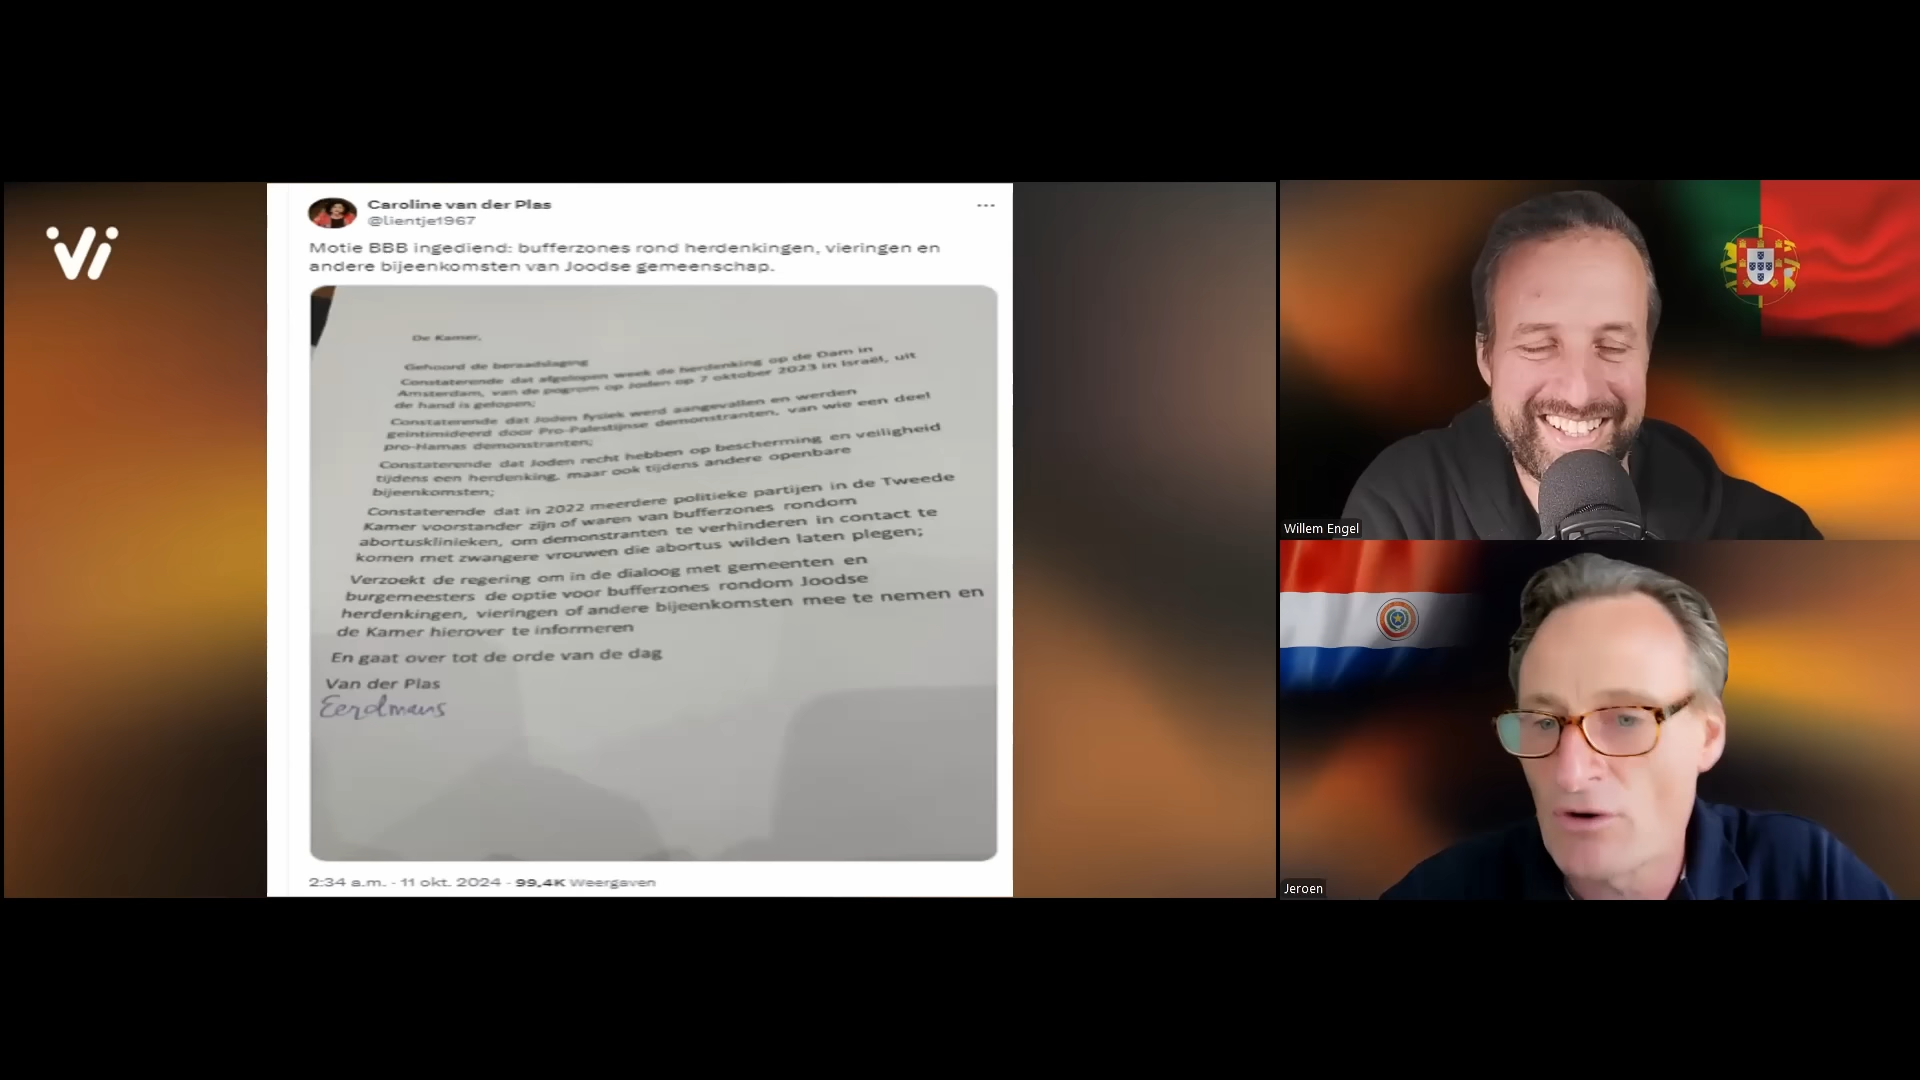 Caroline van der Plas
@lientje1967
Motie BBB ingediend: bufferzones rond herdenkingen, vieringen en
andere bijeenkomsten van Joodse gemeenschap.
De Kamer,
Gehoord de beraadslaging
Constaterende dat afgelopen week de herdenking op de Dam in
Amsterdam, van de pogrom op Joden op 7 oktober 2023 in Israël, uit
de hand is gelopen;
Constaterende dat Joden fysiek werd aangevallen en werden
geïntimideerd door Pro-Palestijnse demonstranten, van wie een deel
pro-Hamas demonstranten;
Constaterende dat Joden recht hebben op bescherming en veiligheid
tijdens een herdenking, maar ook tijdens andere openbare
bijeenkomsten;
Constaterende dat in 2022 meerdere politieke partijen in de Tweede
Kamer voorstander zijn of waren van bufferzones rondom
abortusklinieken, om demonstranten te verhinderen in contact te
komen met zwangere vrouwen die abortus wilden laten plegen;
Verzoekt de regering om in de dialoog met gemeenten en
burgemeesters de optie voor bufferzones rondom Joodse
herdenkingen, vieringen of andere bijeenkomsten mee te nemen en
de Kamer hierover te informeren
En gaat over tot de orde van de dag
Van der Plas
Eerdmans
2:34 a.m. · 11 okt. 2024 · 99,4K Weergaven
Willem Engel
Jeroen